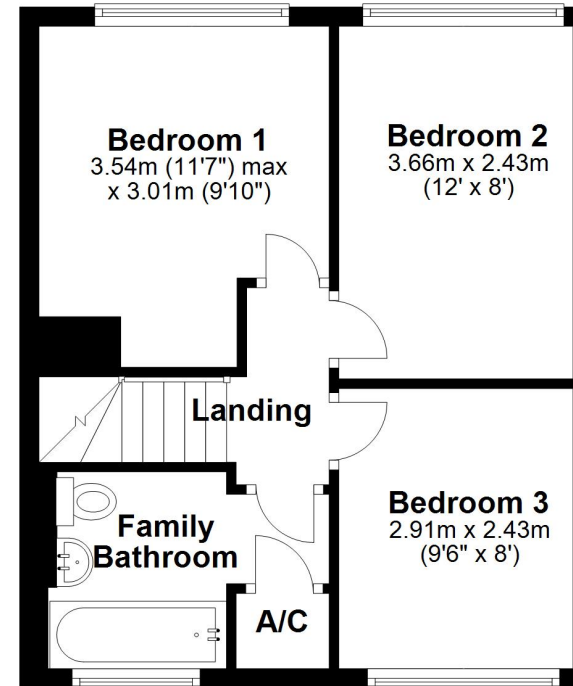 Bedroom 1
3.54m (11'7") max
x 3.01m (9'10")
Bedroom 2
3.66m x 2.43m
(12' x 8')
Landing
Bedroom 3
2.91m x 2.43m
(9'6" x 8')
Family
Bathroom
A/C